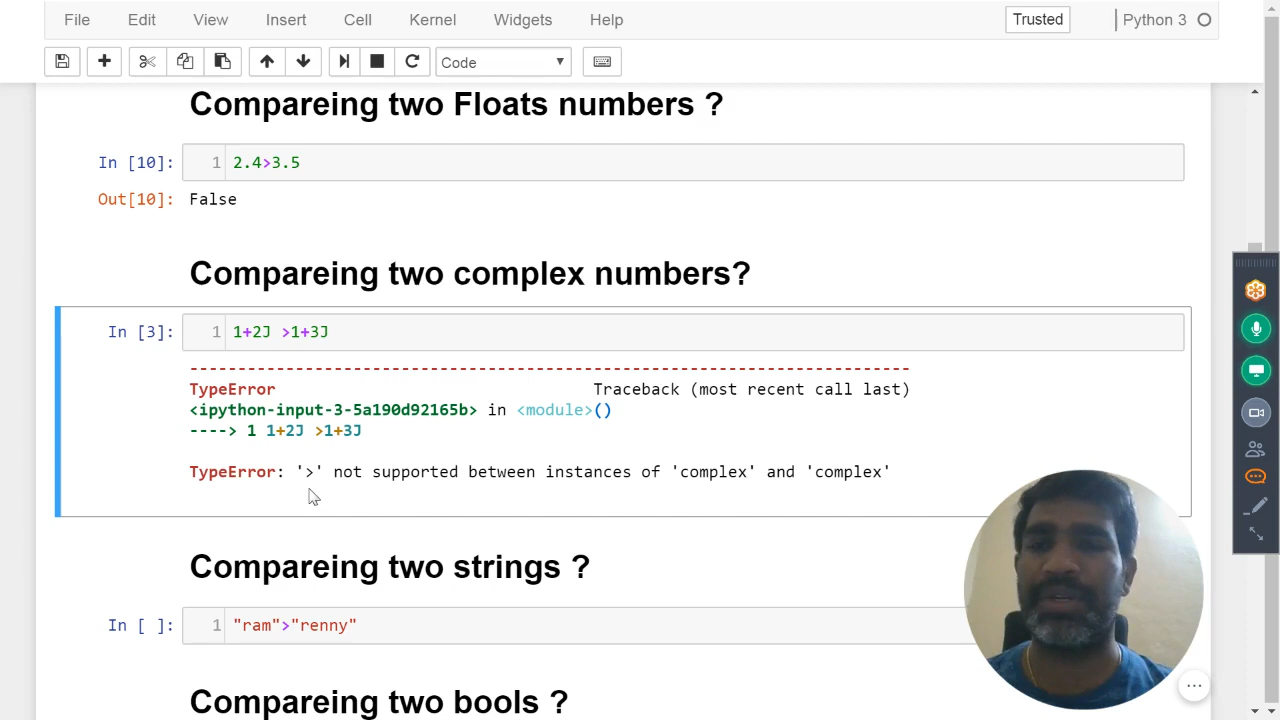 File Edit View Insert Cell Kernel Widgets Help Trusted Python 3
Code
Compareing two Floats numbers ?
In [10]: 1 2.4>3.5
Out[10]: False
Compareing two complex numbers?
In [3]: 1 1+2J >1+3J
---------------------------------------------------------------------------
TypeError Traceback (most recent call last)
<ipython-input-3-5a190d92165b> in <module>()
----> 1 1+2J >1+3J
TypeError: '>' not supported between instances of 'complex' and 'complex'
Compareing two strings ?
In [ ]: 1 "ram">"renny"
Compareing two bools ?